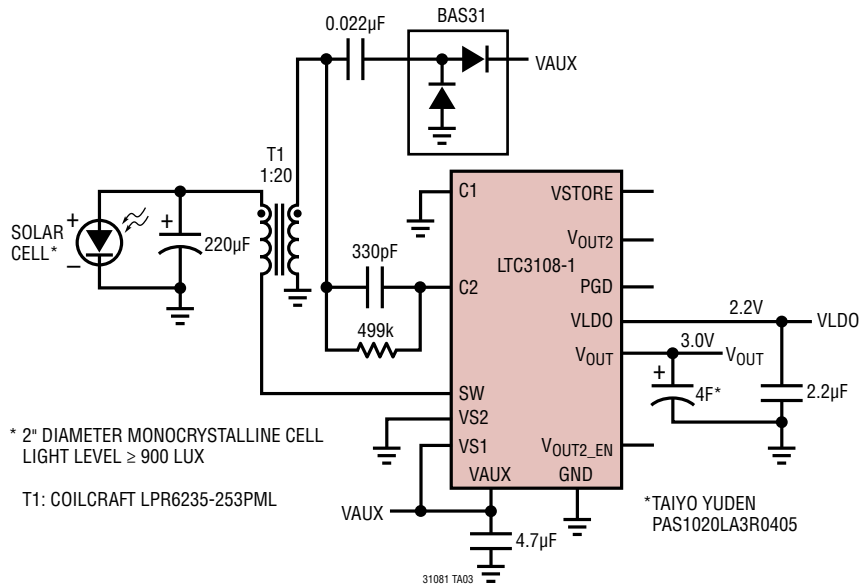 BAS31
0.022µF
VAUX
T1
1:20
SOLAR
CELL*
+
–
+
220µF
330pF
499k
C1
C2
SW
VS2
VS1
VAUX
GND
LTC3108-1
VSTORE
VOUT2
PGD
VLDO
VOUT
VOUT2_EN
2.2V
VLDO
3.0V
VOUT
+
4F*
2.2µF
* 2" DIAMETER MONOCRYSTALLINE CELL
LIGHT LEVEL ≥ 900 LUX
T1: COILCRAFT LPR6235-253PML
VAUX
4.7µF
*TAIYO YUDEN
PAS1020LA3R0405
31081 TA03